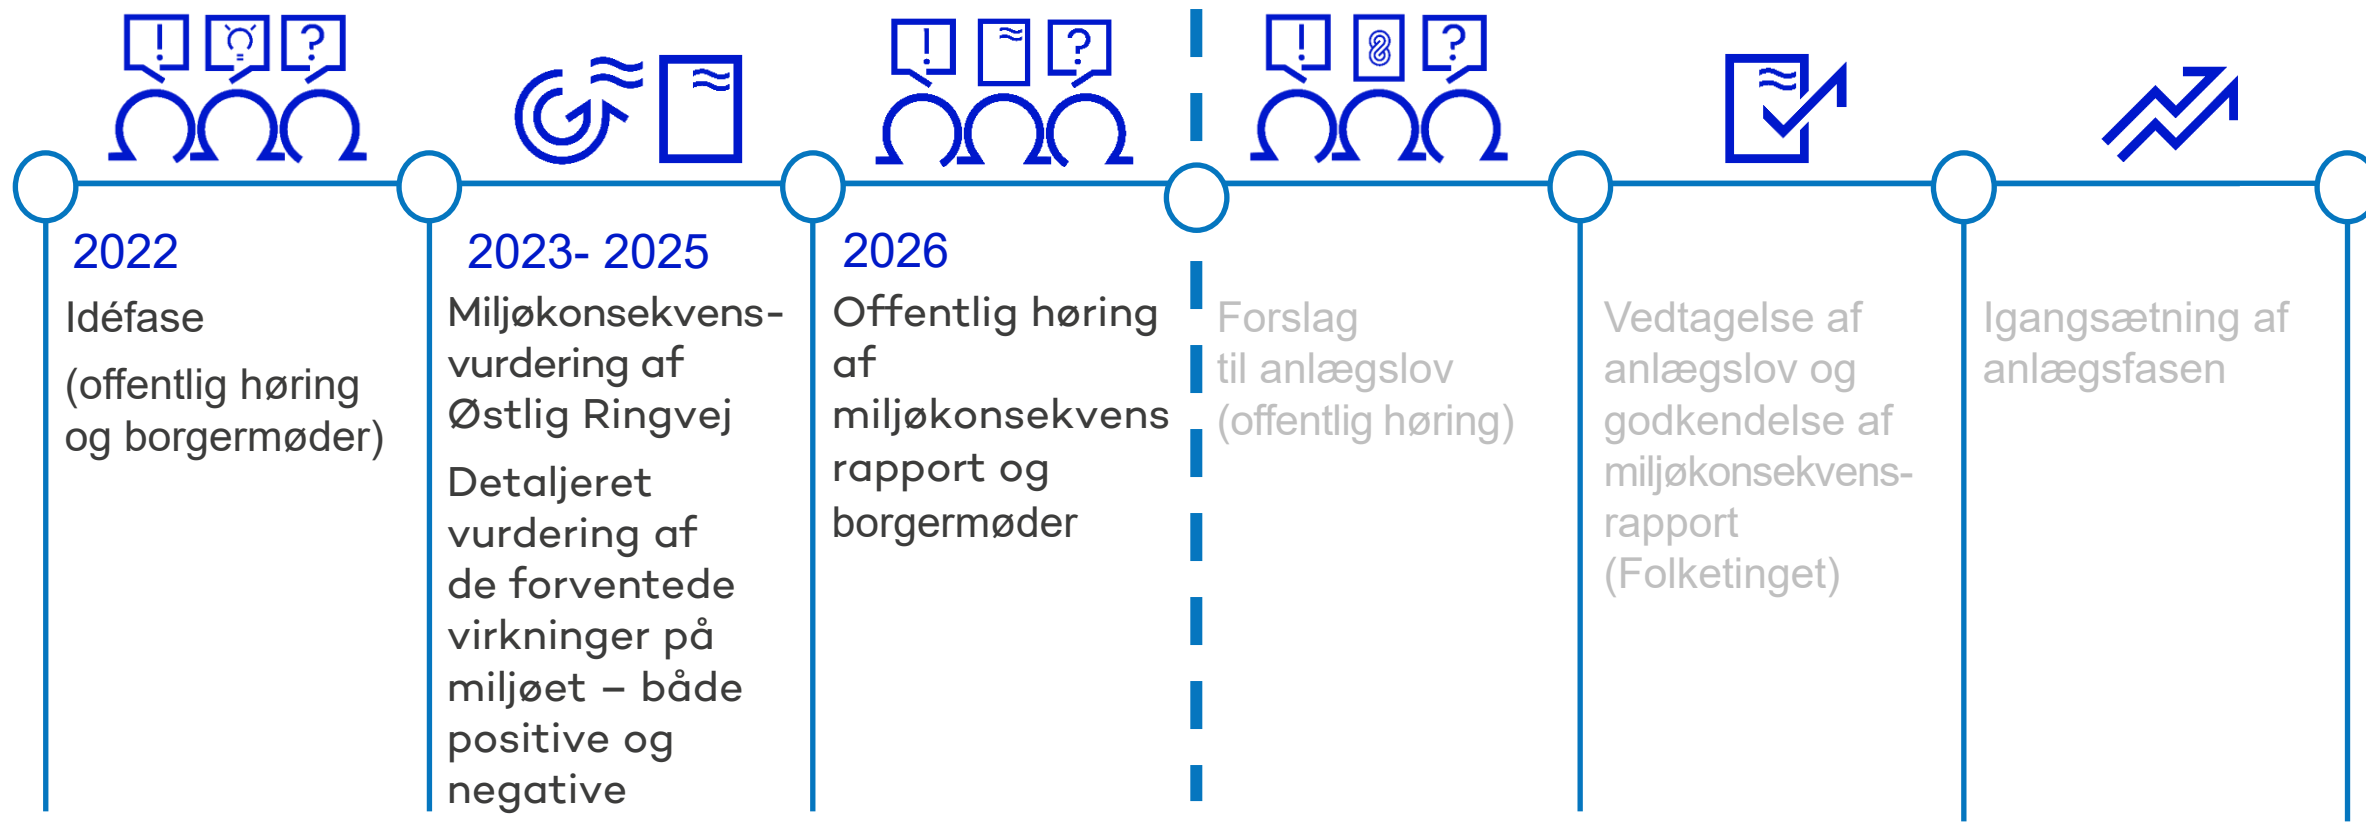 2022
Idéfase
(offentlig høring
og borgermøder)
2023- 2025
Miljøkonsekvens-
vurdering af
Østlig Ringvej
Detaljeret
vurdering af
de forventede
virkninger på
miljøet – både
positive og
negative
2026
Offentlig høring
af
miljøkonsekvens
rapport og
borgermøder
Forslag
til anlægslov
(offentlig høring)
Vedtagelse af
anlægslov og
godkendelse af
miljøkonsekvens-
rapport
(Folketinget)
Igangsætning af
anlægsfasen